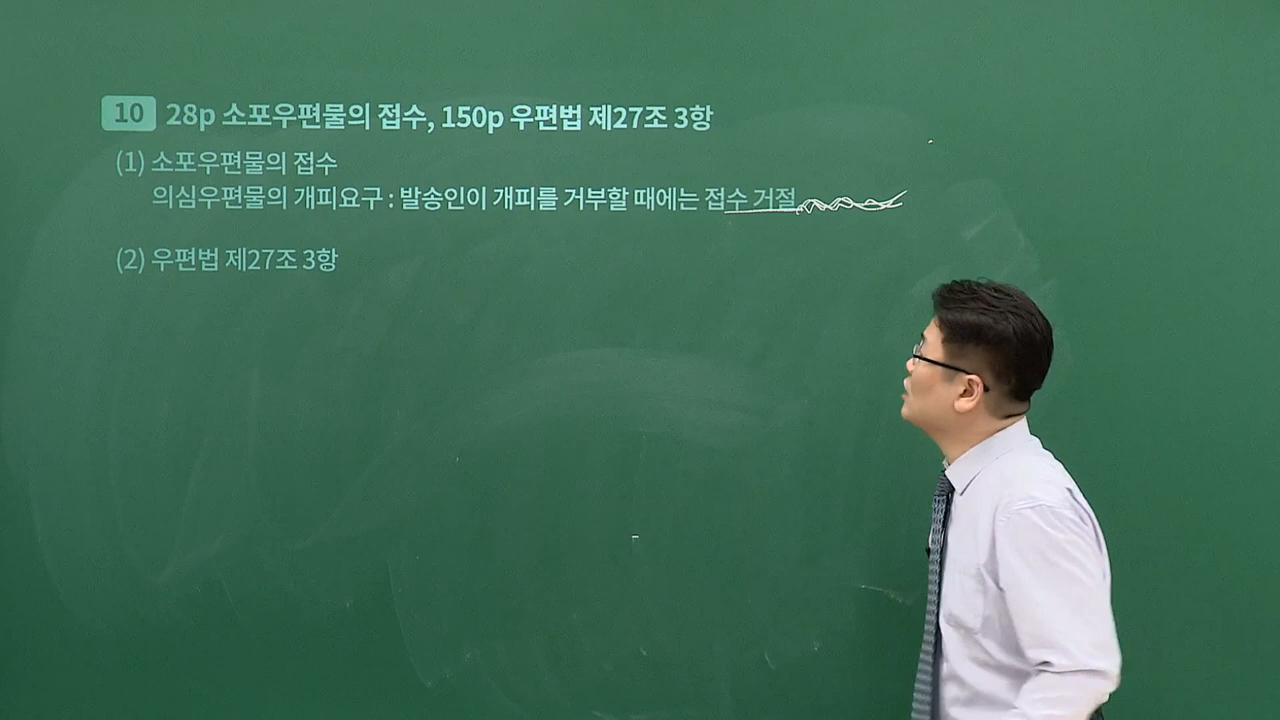 10 28p 소포우편물의 접수, 150p 우편법 제27조 3항
(1) 소포우편물의 접수
의심우편물의 개피요구 : 발송인이 개피를 거부할 때에는 접수 거절
(2) 우편법 제27조 3항